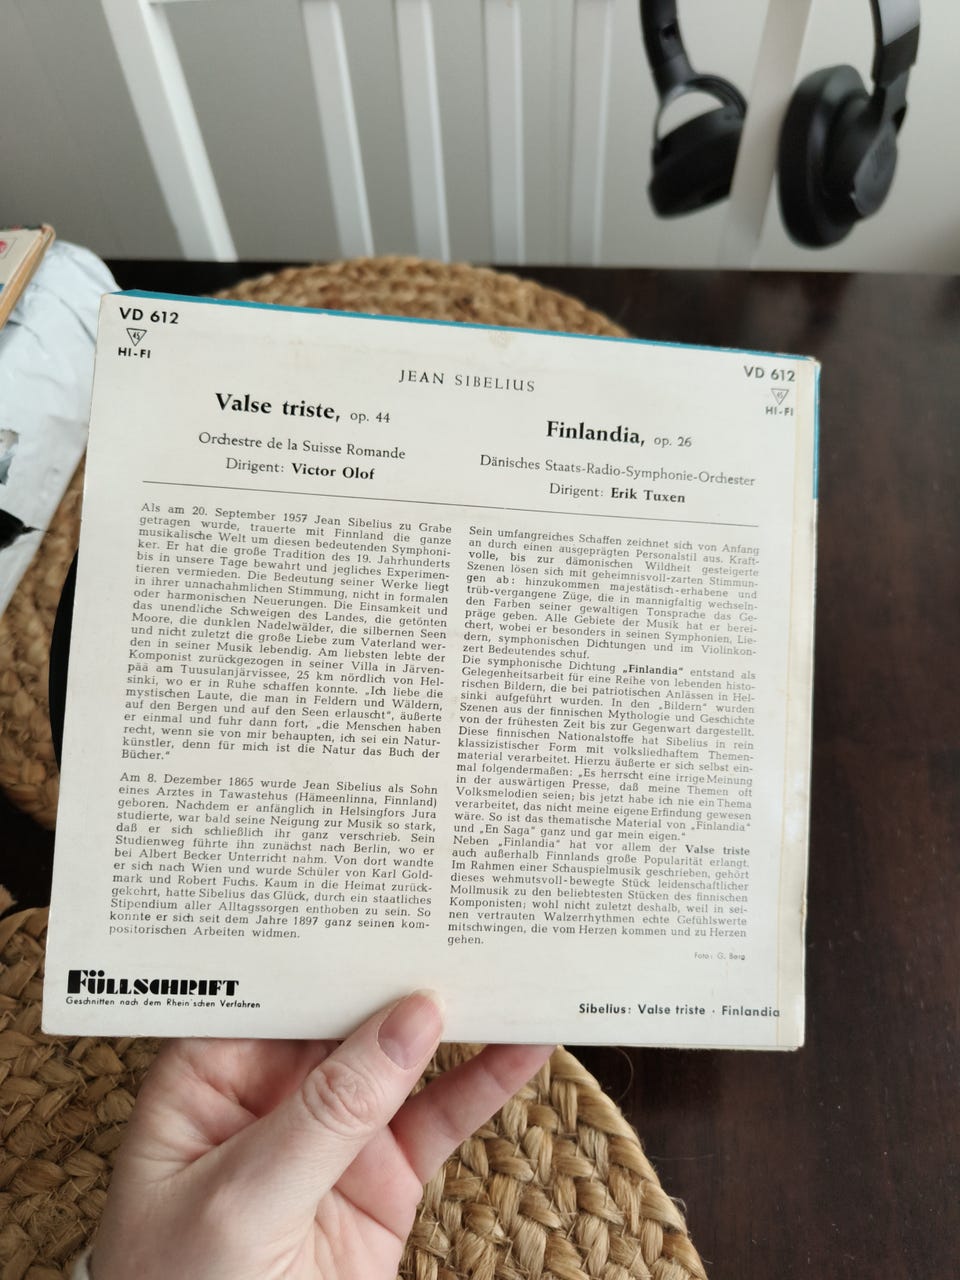 VD 612
45
HI-FI
VD 612
45
HI-FI
JEAN SIBELIUS
Valse triste, op. 44
Orchestre de la Suisse Romande
Dirigent: Victor Olof
Finlandia, op. 26
Dänisches Staats-Radio-Symphonie-Orchester
Dirigent: Erik Tuxen
Als am 20. September 1957 Jean Sibelius zu Grabe
getragen wurde, trauerte mit Finnland die ganze
musikalische Welt um diesen bedeutenden Symphoni-
ker. Er hat die große Tradition des 19. Jahrhunderts
bis in unsere Tage bewahrt und jegliches Experimen-
tieren vermieden. Die Bedeutung seiner Werke liegt
in ihrer unnachahmlichen Stimmung, nicht in formalen
oder harmonischen Neuerungen. Die Einsamkeit und
das unendliche Schweigen des Landes, die getönten
Moore, die dunklen Nadelwälder, die silbernen Seen
und nicht zuletzt die große Liebe zum Vaterland wer-
den in seiner Musik lebendig. Am liebsten lebte der
Komponist zurückgezogen in seiner Villa in Järven-
pää am Tuusulanjärvissee, 25 km nördlich von Hel-
sinki, wo er in Ruhe schaffen konnte. „Ich liebe die
mystischen Laute, die man in Feldern und Wäldern,
auf den Bergen und auf den Seen erlauscht“, äußerte
er einmal und fuhr dann fort, „die Menschen haben
recht, wenn sie von mir behaupten, ich sei ein Natur-
künstler, denn für mich ist die Natur das Buch der
Bücher.“
Am 8. Dezember 1865 wurde Jean Sibelius als Sohn
eines Arztes in Tawastehus (Hämeenlinna, Finnland)
geboren. Nachdem er anfänglich in Helsingfors Jura
studierte, war bald seine Neigung zur Musik so stark,
daß er sich schließlich ihr ganz verschrieb. Sein
Studienweg führte ihn zunächst nach Berlin, wo er
bei Albert Becker Unterricht nahm. Von dort wandte
er sich nach Wien und wurde Schüler von Karl Gold-
mark und Robert Fuchs. Kaum in die Heimat zurück-
gekehrt, hatte Sibelius das Glück, durch ein staatliches
Stipendium aller Alltagssorgen enthoben zu sein. So
konnte er sich seit dem Jahre 1897 ganz seinen kom-
positorischen Arbeiten widmen.
Sein umfangreiches Schaffen zeichnet sich von Anfang
an durch einen ausgeprägten Personalstil aus. Kraft-
volle, bis zur dämonischen Wildheit gesteigerte
Szenen lösen sich mit geheimnisvoll-zarten Stimmun-
gen ab: hinzukommen majestätisch-erhabene und
trüb-vergangene Züge, die in mannigfaltig wechseln-
den Farben seiner gewaltigen Tonsprache das Ge-
präge geben. Alle Gebiete der Musik hat er berei-
chert, wobei er besonders in seinen Symphonien, Lie-
dern, symphonischen Dichtungen und im Violinkon-
zert Bedeutendes schuf.
Die symphonische Dichtung „Finlandia“ entstand als
Gelegenheitsarbeit für eine Reihe von lebenden histo-
rischen Bildern, die bei patriotischen Anlässen in Hel-
sinki aufgeführt wurden. In den „Bildern“ wurden
Szenen aus der finnischen Mythologie und Geschichte
von der frühesten Zeit bis zur Gegenwart dargestellt.
Diese finnischen Nationalstoffe hat Sibelius in rein
klassizistischer Form mit volksliedhaftem Themen-
material verarbeitet. Hierzu äußerte er sich selbst ein-
mal folgendermaßen: „Es herrscht eine irrige Meinung
in der auswärtigen Presse, daß meine Themen oft
Volksmelodien seien; bis jetzt habe ich nie ein Thema
verarbeitet, das nicht meine eigene Erfindung gewesen
wäre. So ist das thematische Material von „Finlandia“
und „En Saga“ ganz und gar mein eigen.“
Neben „Finlandia“ hat vor allem der Valse triste
auch außerhalb Finnlands große Popularität erlangt.
Im Rahmen einer Schauspielmusik geschrieben, gehört
dieses wehmutsvoll-bewegte Stück leidenschaftlicher
Mollmusik zu den beliebtesten Stücken des finnischen
Komponisten; wohl nicht zuletzt deshalb, weil in sei-
nen vertrauten Walzerrhythmen echte Gefühlswerte
mitschwingen, die vom Herzen kommen und zu Herzen
gehen.
Foto: G. Berg
FÜLLSCHRIFT
Geschnitten nach dem Rhein'schen Verfahren
Sibelius: Valse triste · Finlandia